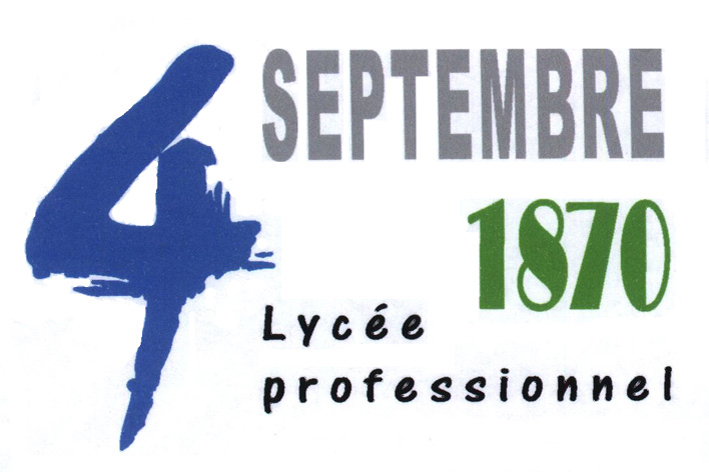 4 SEPTEMBRE
1870
Lycée
professionnel